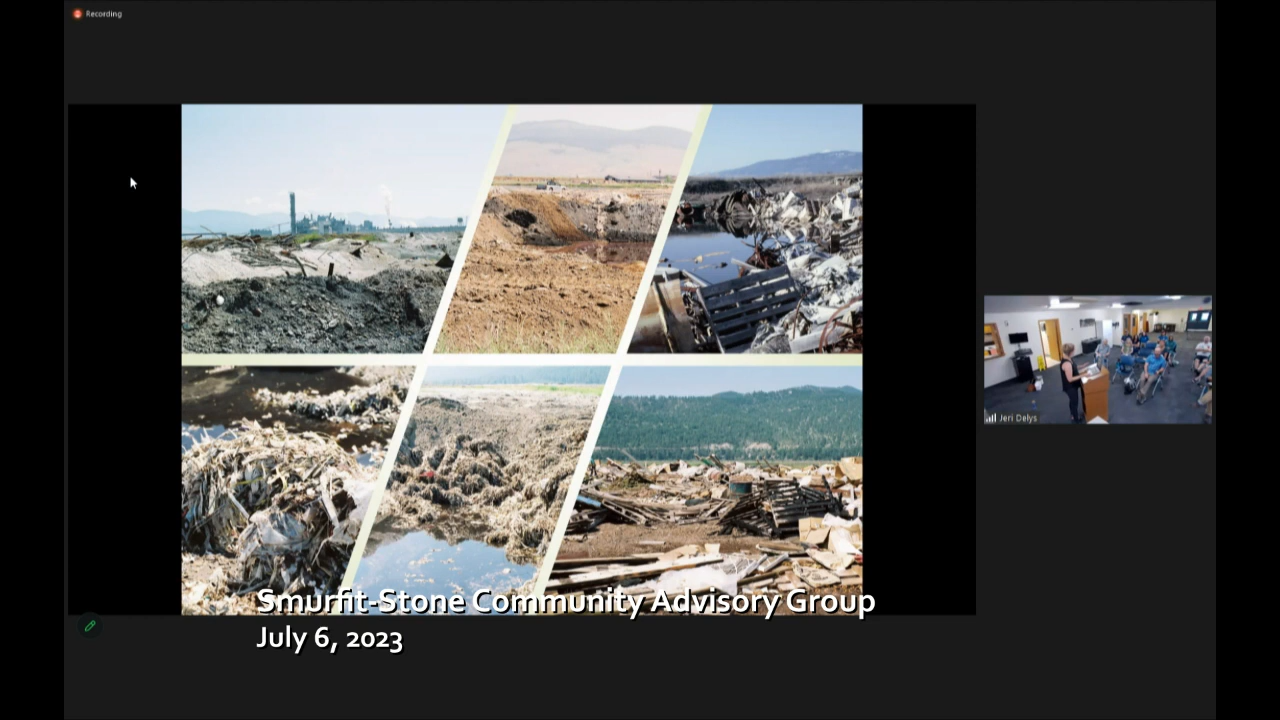 Recording
Jeri Delys
Smurfit-Stone Community Advisory Group
July 6, 2023